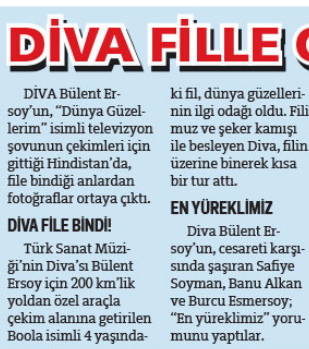 DİVA FİLLE
DİVA Bülent Er-
soy'un, “Dünya Güzel-
lerim” isimli televizyon
şovunun çekimleri için
gittiği Hindistan'da,
file bindiği anlardan
fotoğraflar ortaya çıktı.
DİVA FİLE BİNDİ!
Türk Sanat Müzi-
ği'nin Diva'sı Bülent
Ersoy için 200 km'lik
yoldan özel araçla
çekim alanına getirilen
Boola isimli 4 yaşında-
ki fil, dünya güzelleri-
nin ilgi odağı oldu. Fili
muz ve şeker kamışı
ile besleyen Diva, filin
üzerine binerek kısa
bir tur attı.
EN YÜREKLİMİZ
Diva Bülent Er-
soy'un, cesareti karşı-
sında şaşıran Safiye
Soyman, Banu Alkan
ve Burcu Esmersoy;
“En yüreklimiz” yoru-
munu yaptılar.